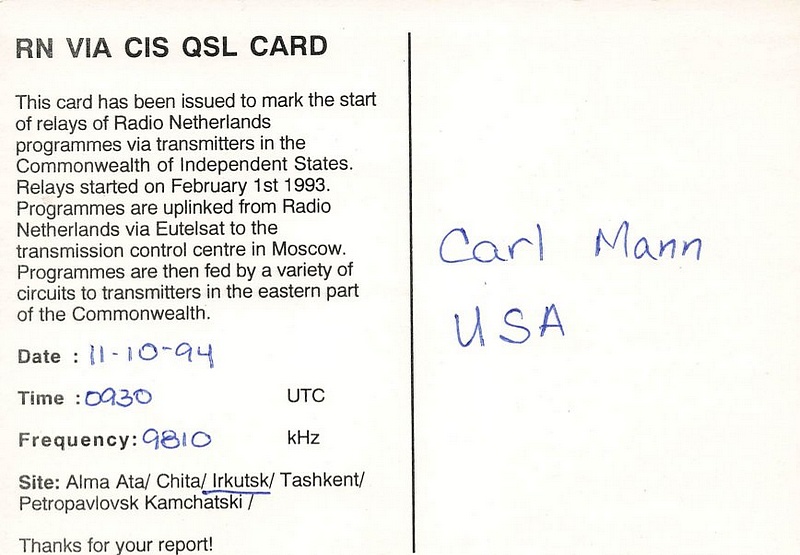 RN VIA CIS QSL CARD
This card has been issued to mark the start
of relays of Radio Netherlands
programmes via transmitters in the
Commonwealth of Independent States.
Relays started on February 1st 1993.
Programmes are uplinked from Radio
Netherlands via Eutelsat to the
transmission control centre in Moscow.
Programmes are then fed by a variety of
circuits to transmitters in the eastern part
of the Commonwealth.
Date : 11-10-94
Time : 0930 UTC
Frequency: 9810 kHz
Site: Alma Ata/ Chita/ Irkutsk/ Tashkent/
Petropavlovsk Kamchatski /
Thanks for your report!
Carl Mann
USA